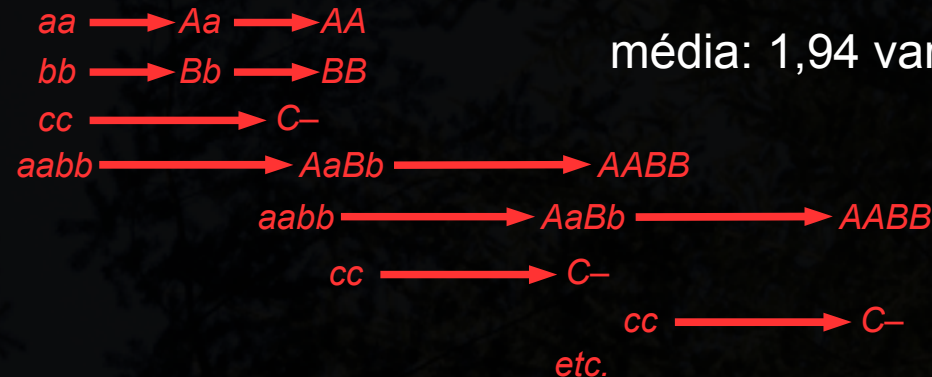 aa → Aa → AA
média: 1,94 var
bb → Bb → BB
cc → C–
aabb → AaBb → AABB
aabb → AaBb → AABB
cc → C–
cc → C–
etc.